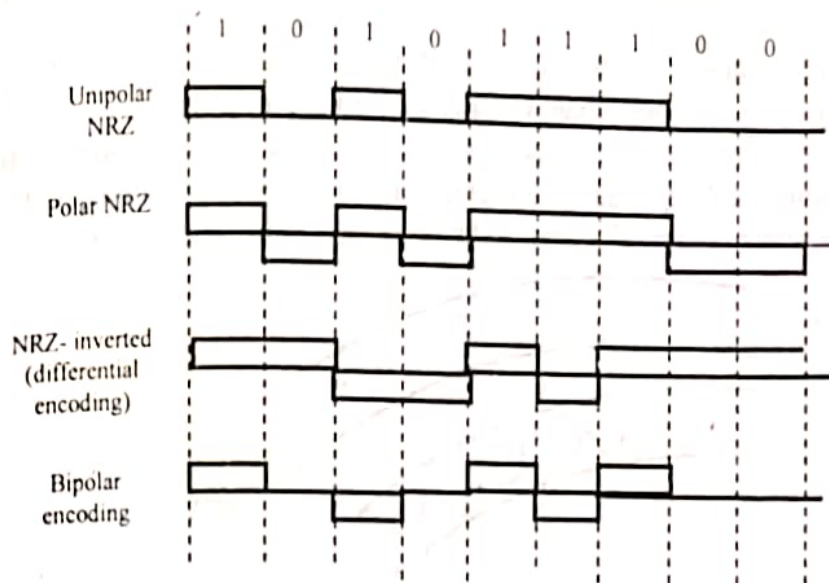 1 0 1 0 1 1 1 0 0
Unipolar
NRZ
Polar NRZ
NRZ- inverted
(differential
encoding)
Bipolar
encoding